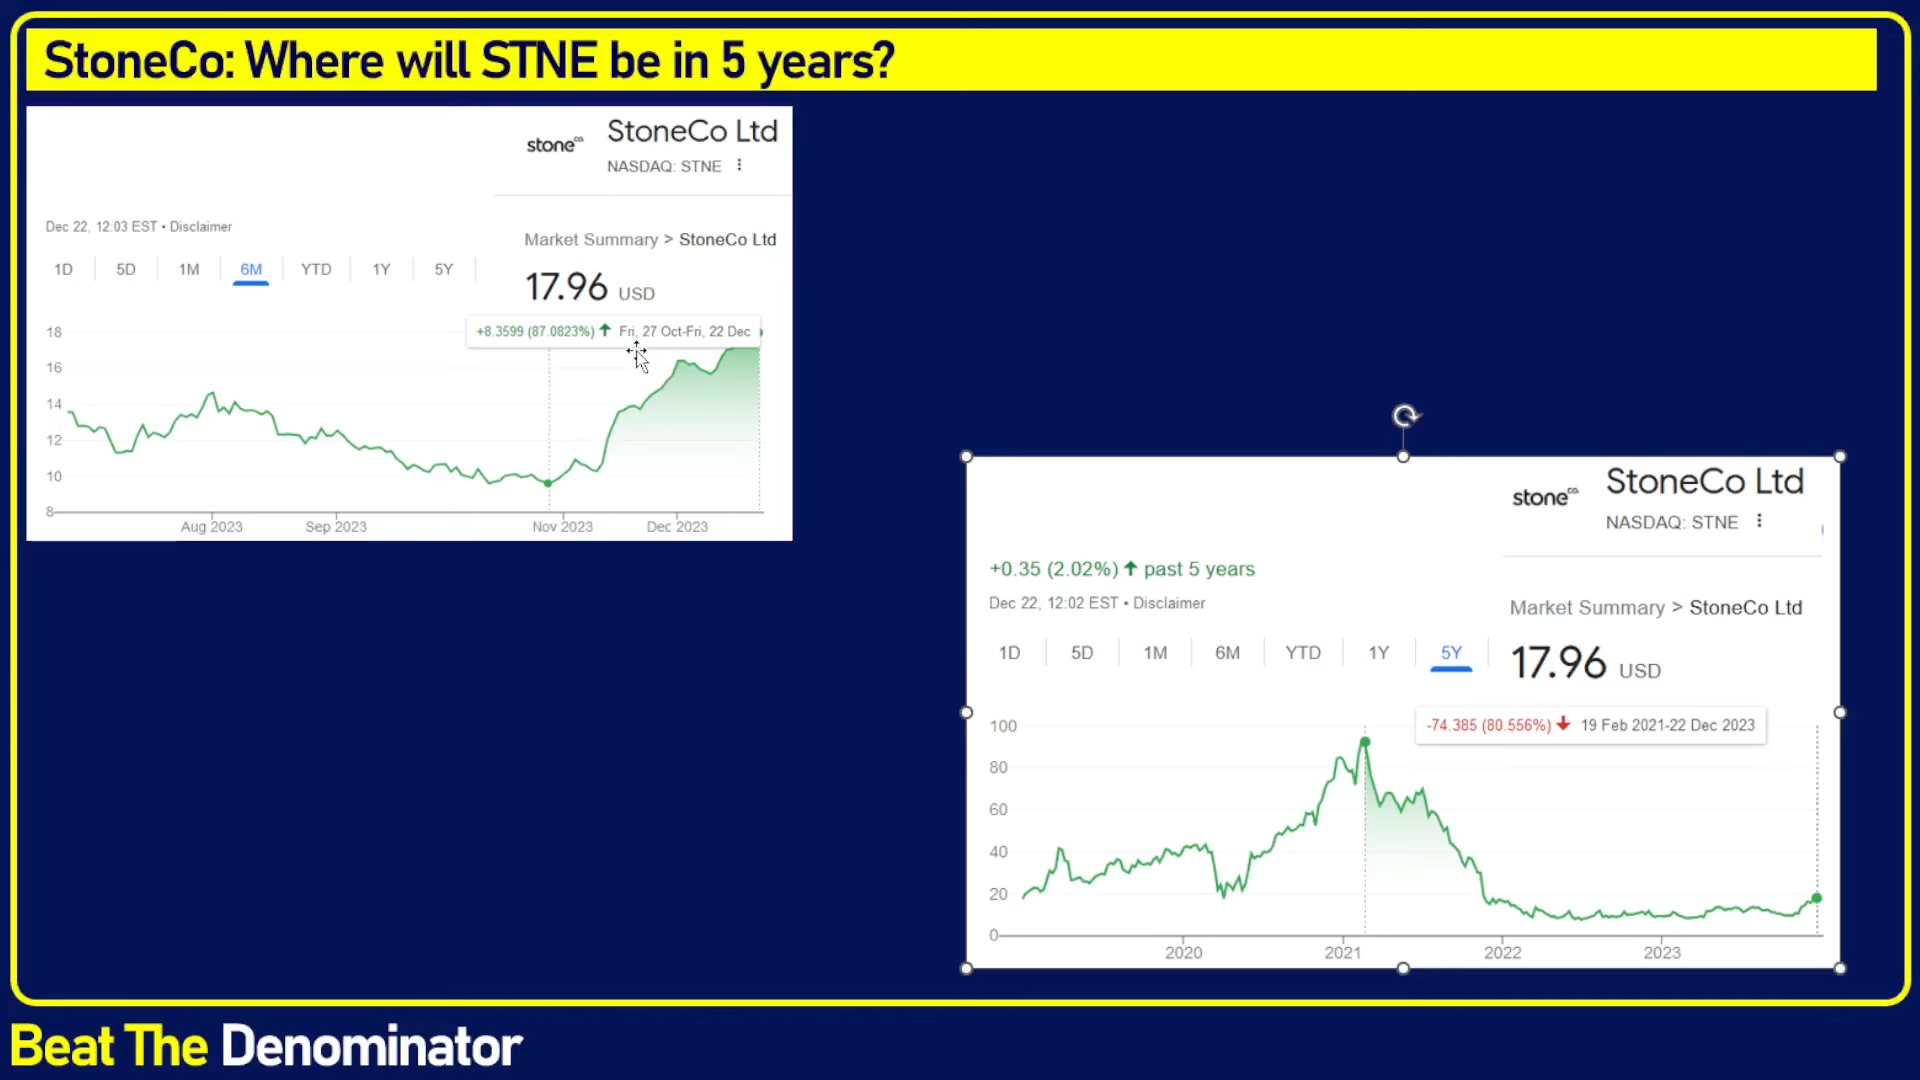 StoneCo: Where will STNE be in 5 years?
stone co
StoneCo Ltd
NASDAQ: STNE
Dec 22, 12:03 EST • Disclaimer
Market Summary > StoneCo Ltd
1D 5D 1M 6M YTD 1Y 5Y
17.96 USD
+8.3599 (87.0823%) ↑ Fri, 27 Oct-Fri, 22 Dec
18
16
14
12
10
8
Aug 2023 Sep 2023 Nov 2023 Dec 2023
stone co
StoneCo Ltd
NASDAQ: STNE
+0.35 (2.02%) ↑ past 5 years
Dec 22, 12:02 EST • Disclaimer
Market Summary > StoneCo Ltd
1D 5D 1M 6M YTD 1Y 5Y
17.96 USD
-74.385 (80.556%) ↓ 19 Feb 2021-22 Dec 2023
100
80
60
40
20
0
2020 2021 2022 2023
Beat The Denominator